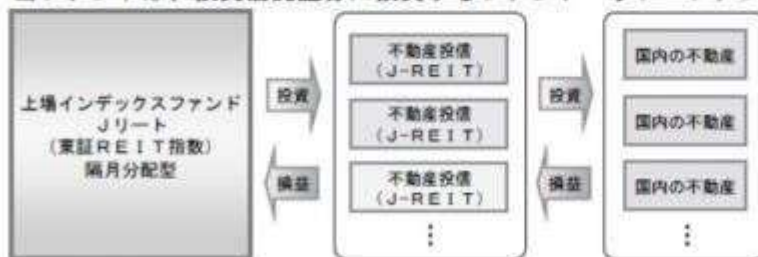 上場インデックスファンド
Jリート
(東証REIT指数)
隔月分配型
投資
損益
不動産投信
(J-REIT)
不動産投信
(J-REIT)
不動産投信
(J-REIT)
⋮
投資
損益
国内の不動産
国内の不動産
国内の不動産
⋮